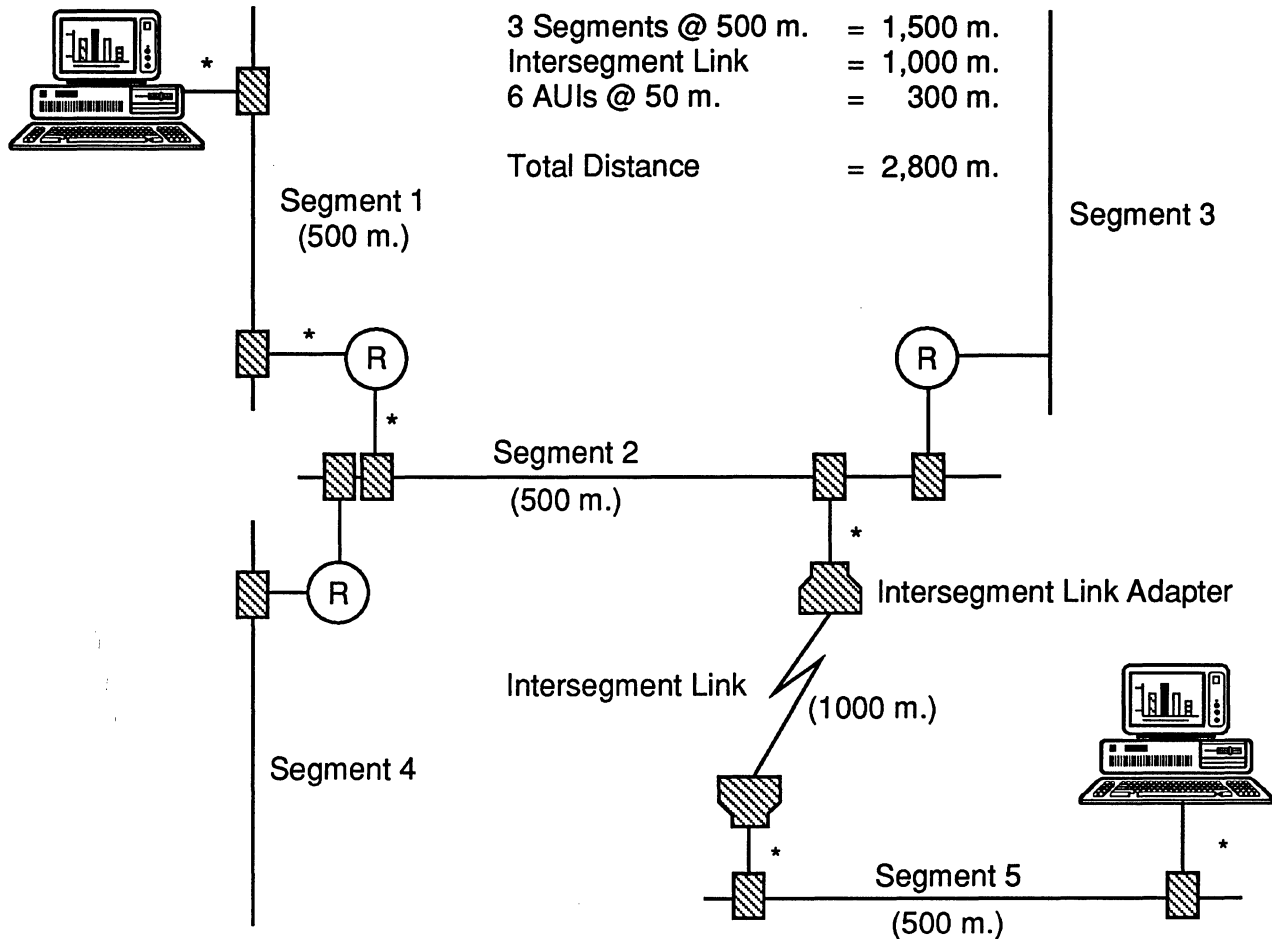 3 Segments @ 500 m. = 1,500 m.
Intersegment Link = 1,000 m.
6 AUIs @ 50 m. = 300 m.
Total Distance = 2,800 m.
*
Segment 1
(500 m.)
Segment 3
*
R
R
*
Segment 2
(500 m.)
*
R
Intersegment Link Adapter
Intersegment Link
(1000 m.)
Segment 4
*
*
Segment 5
(500 m.)